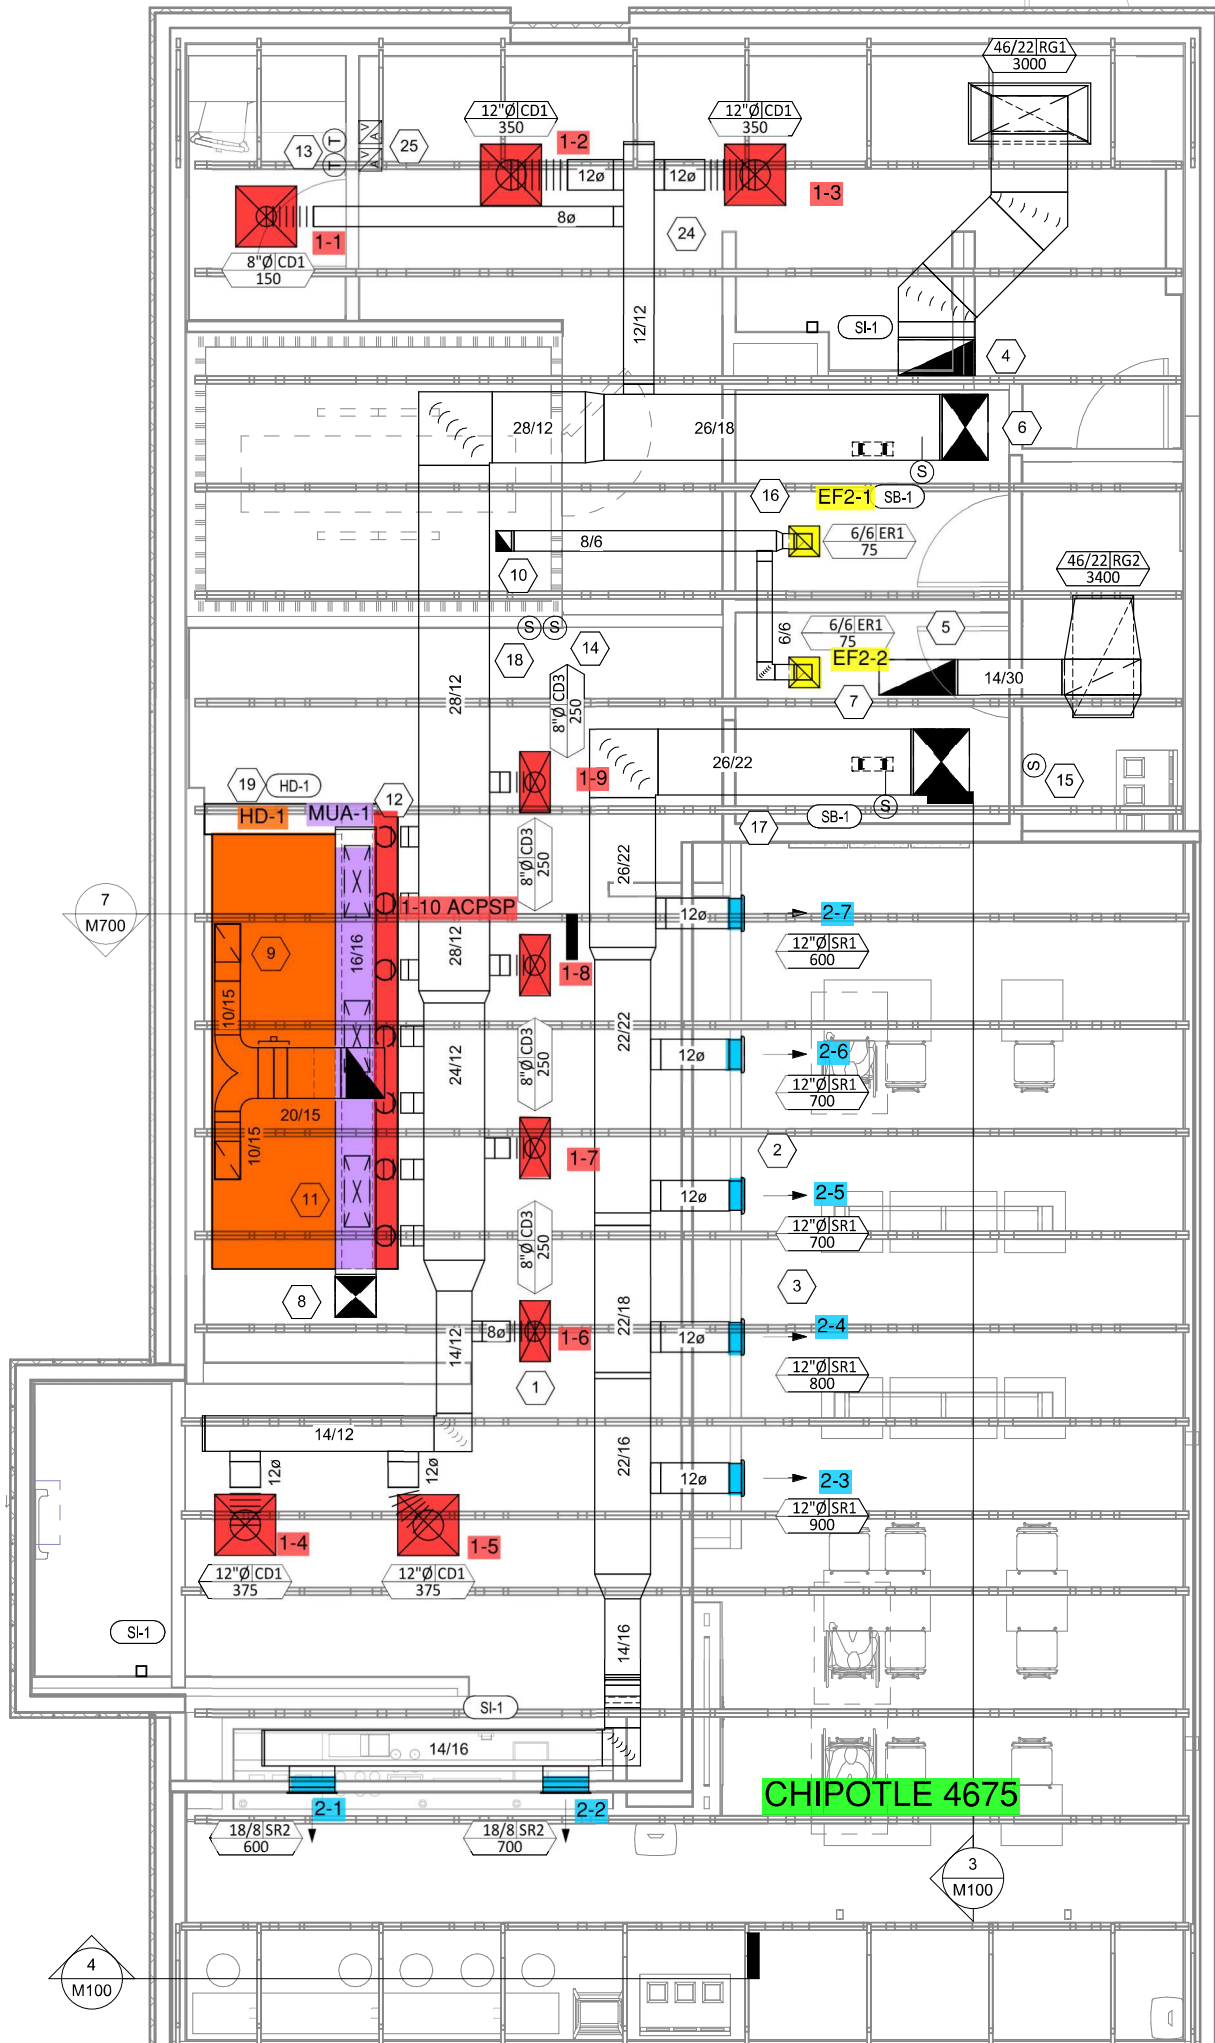 46/22 RG1
3000
12"Ø CD1
350
12"Ø CD1
350
1-2
13
T
T
V
A
V
A
25
12ø
12ø
1-3
8ø
24
1-1
8"Ø CD1
150
12/12
SI-1
4
28/12
26/18
6
S
16
EF2-1
SB-1
8/6
6/6 ER1
75
46/22 RG2
3400
10
6/6
6/6 ER1
75
5
S
S
18
14
EF2-2
14/30
7
28/12
8"Ø CD3
250
26/22
1-9
S
15
19
HD-1
12
HD-1
MUA-1
S
SB-1
17
8"Ø CD3
250
26/22
7
M700
1-10 ACPSP
12ø
2-7
12"Ø SR1
600
9
16/16
28/12
1-8
10/15
22/22
8"Ø CD3
250
24/12
12ø
2-6
12"Ø SR1
700
20/15
10/15
2
1-7
11
12ø
2-5
12"Ø SR1
700
8"Ø CD3
250
8
3
14/12
8ø
1-6
22/18
12ø
2-4
12"Ø SR1
800
1
14/12
12ø
12ø
22/16
12ø
2-3
12"Ø SR1
900
1-4
1-5
12"Ø CD1
375
12"Ø CD1
375
SI-1
14/16
SI-1
14/16
CHIPOTLE 4675
2-1
2-2
18/8 SR2
600
18/8 SR2
700
3
M100
4
M100